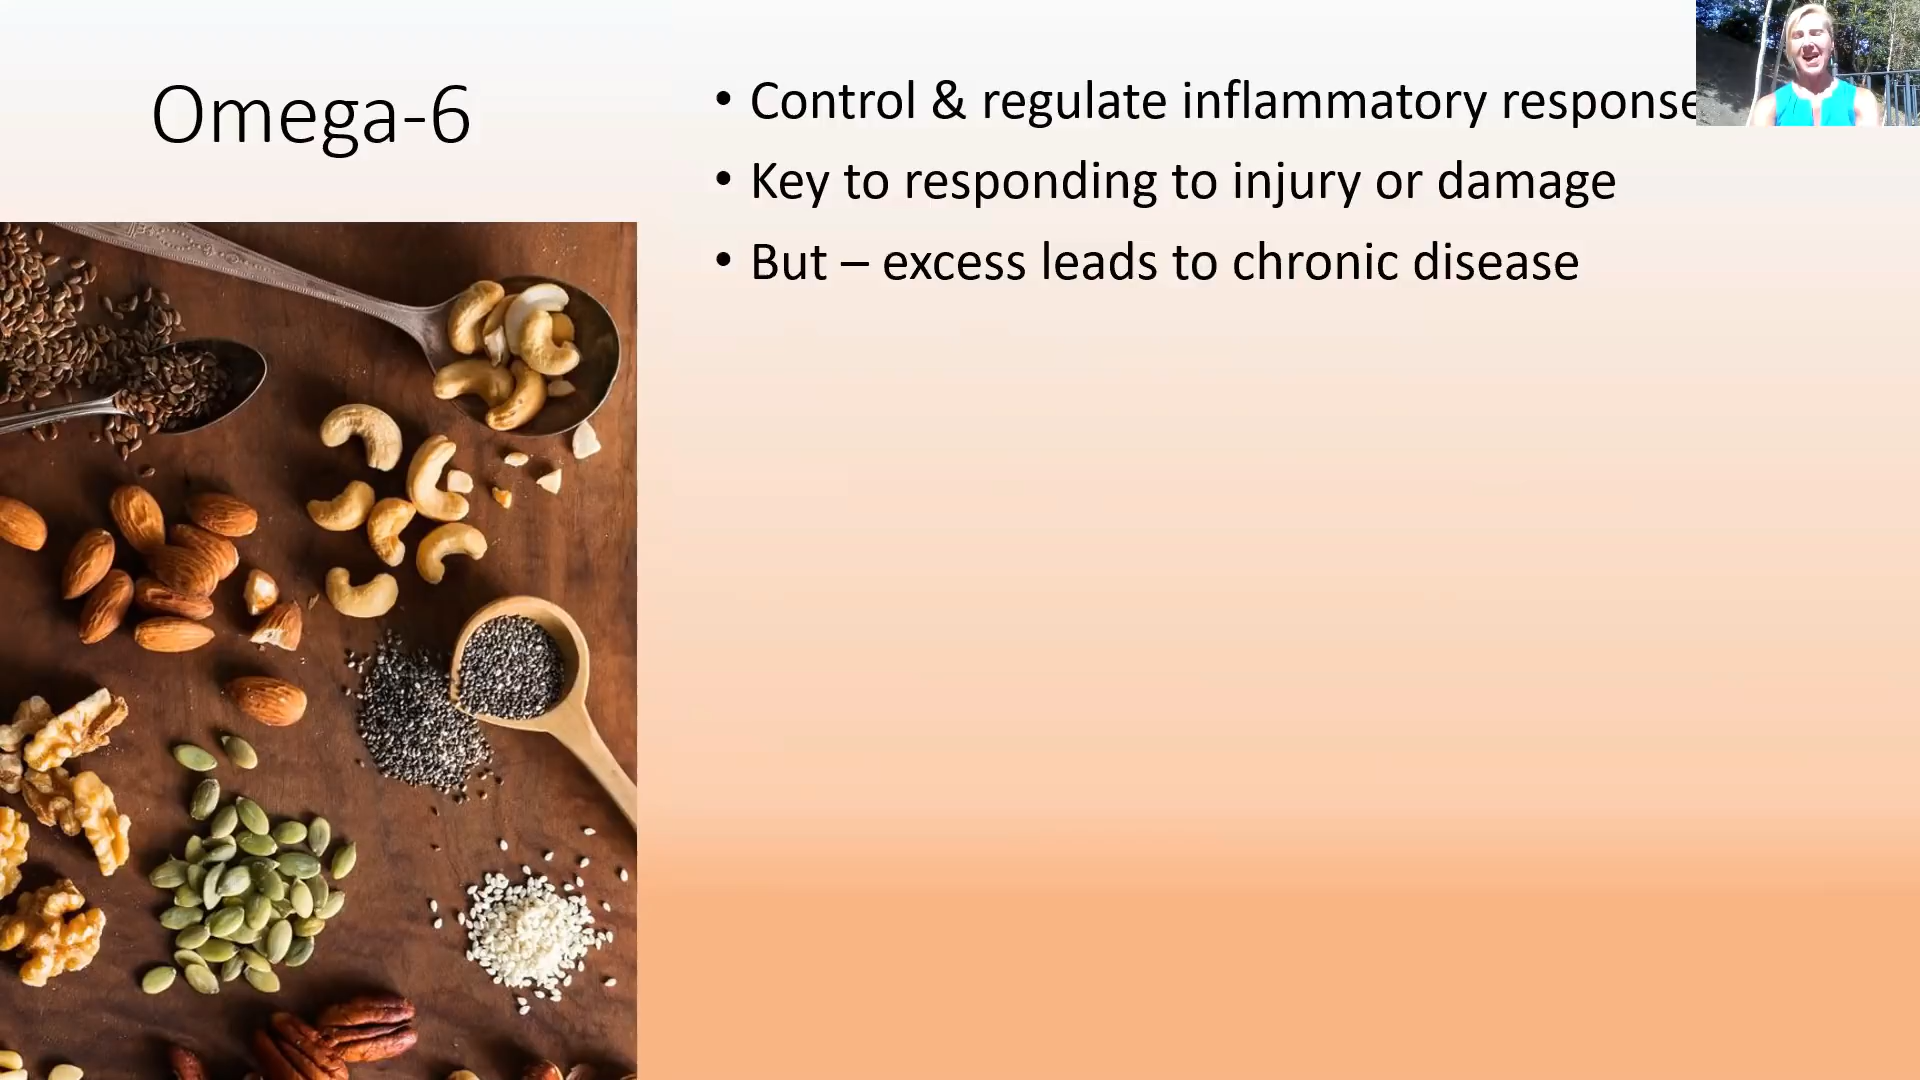 Omega-6
• Control & regulate inflammatory response
• Key to responding to injury or damage
• But – excess leads to chronic disease